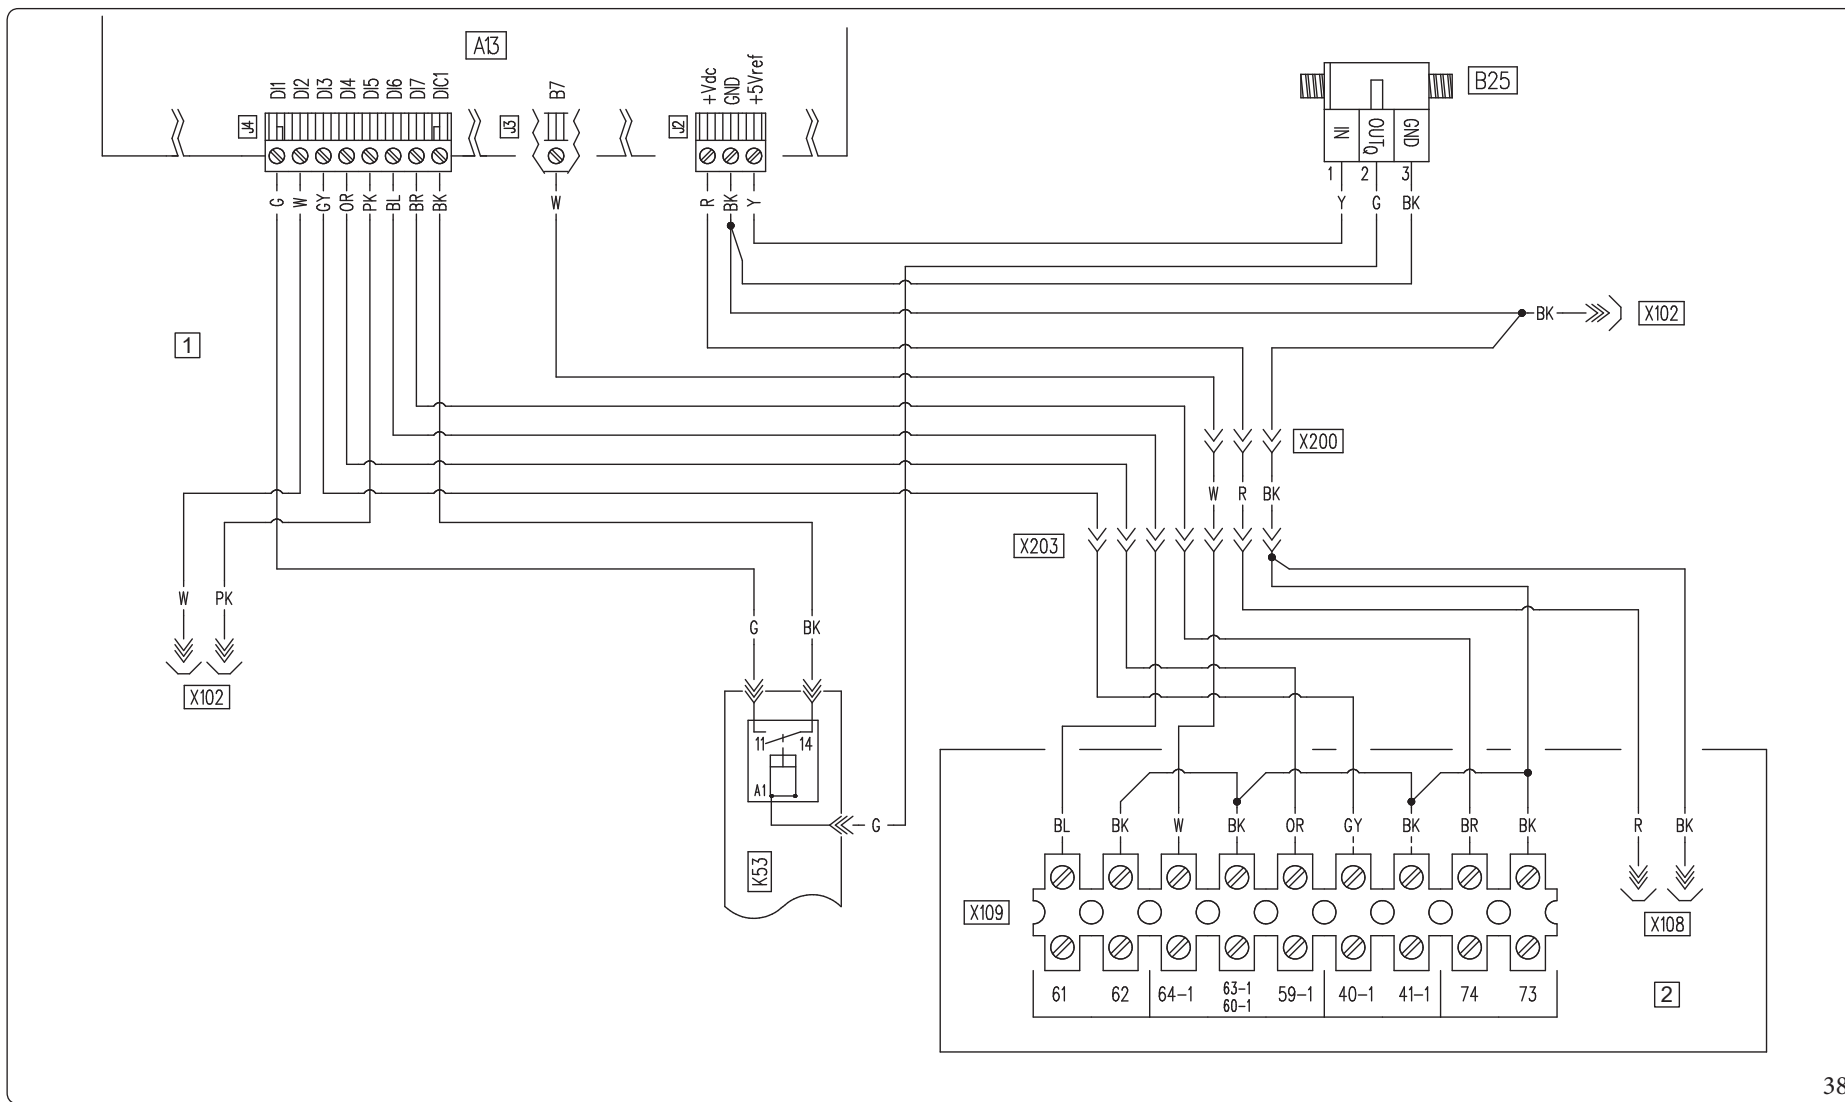 A13
B25
DI1 DI2 DI3 DI4 DI5 DI6 DI7 DIC1
B7
+Vdc GND +5Vref
J4
J3
J2
IN OUTQ GND
1 2 3
G W GY OR PK BL BR BK
W
R BK Y
Y G BK
BK X102
1
X200
W R BK
X203
W PK
G BK
X102
11 14
A1
G
K53
BL BK W BK OR GY BK BR BK R BK
X109
X108
61 62 64-1 63-1 59-1 40-1 41-1 74 73
60-1
2
38